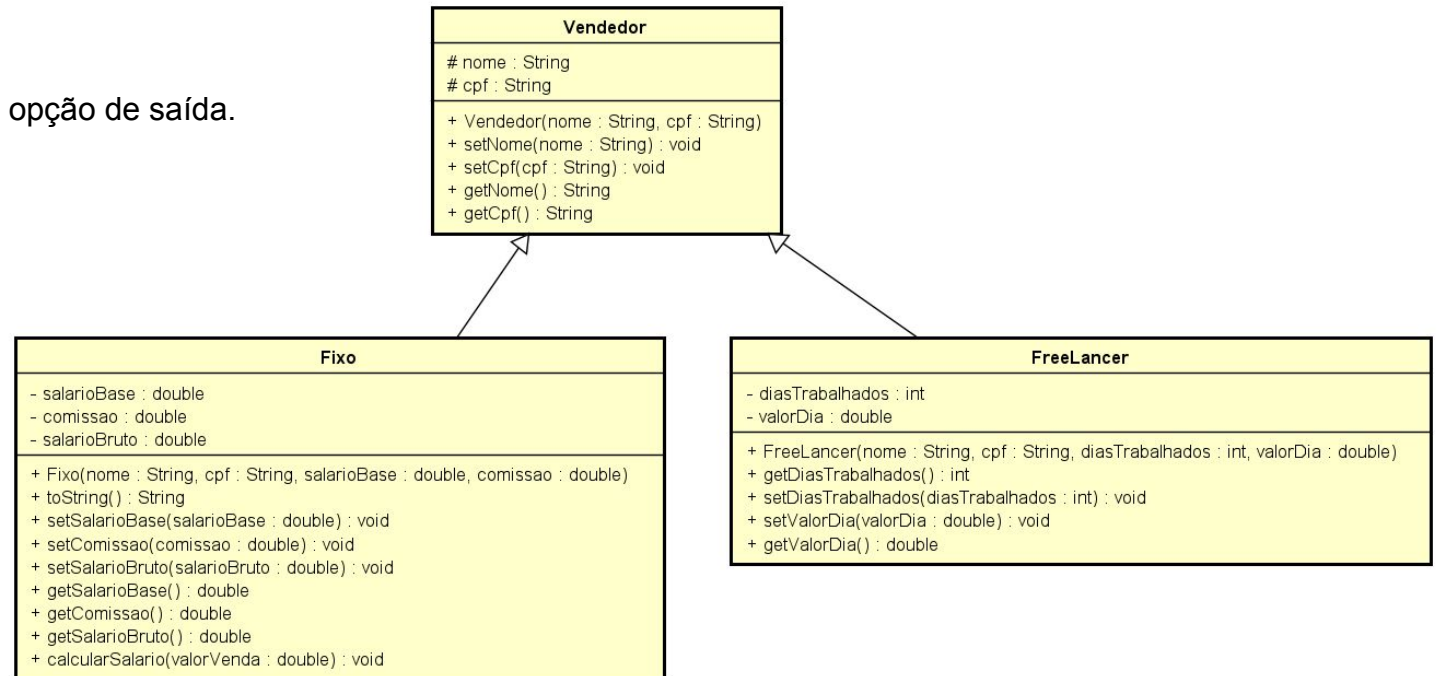 opção de saída.
Vendedor
# nome : String
# cpf : String
+ Vendedor(nome : String, cpf : String)
+ setNome(nome : String) : void
+ setCpf(cpf : String) : void
+ getNome() : String
+ getCpf() : String
Fixo
- salarioBase : double
- comissao : double
- salarioBruto : double
+ Fixo(nome : String, cpf : String, salarioBase : double, comissao : double)
+ toString() : String
+ setSalarioBase(salarioBase : double) : void
+ setComissao(comissao : double) : void
+ setSalarioBruto(salarioBruto : double) : void
+ getSalarioBase() : double
+ getComissao() : double
+ getSalarioBruto() : double
+ calcularSalario(valorVenda : double) : void
FreeLancer
- diasTrabalhados : int
- valorDia : double
+ FreeLancer(nome : String, cpf : String, diasTrabalhados : int, valorDia : double)
+ getDiasTrabalhados() : int
+ setDiasTrabalhados(diasTrabalhados : int) : void
+ setValorDia(valorDia : double) : void
+ getValorDia() : double